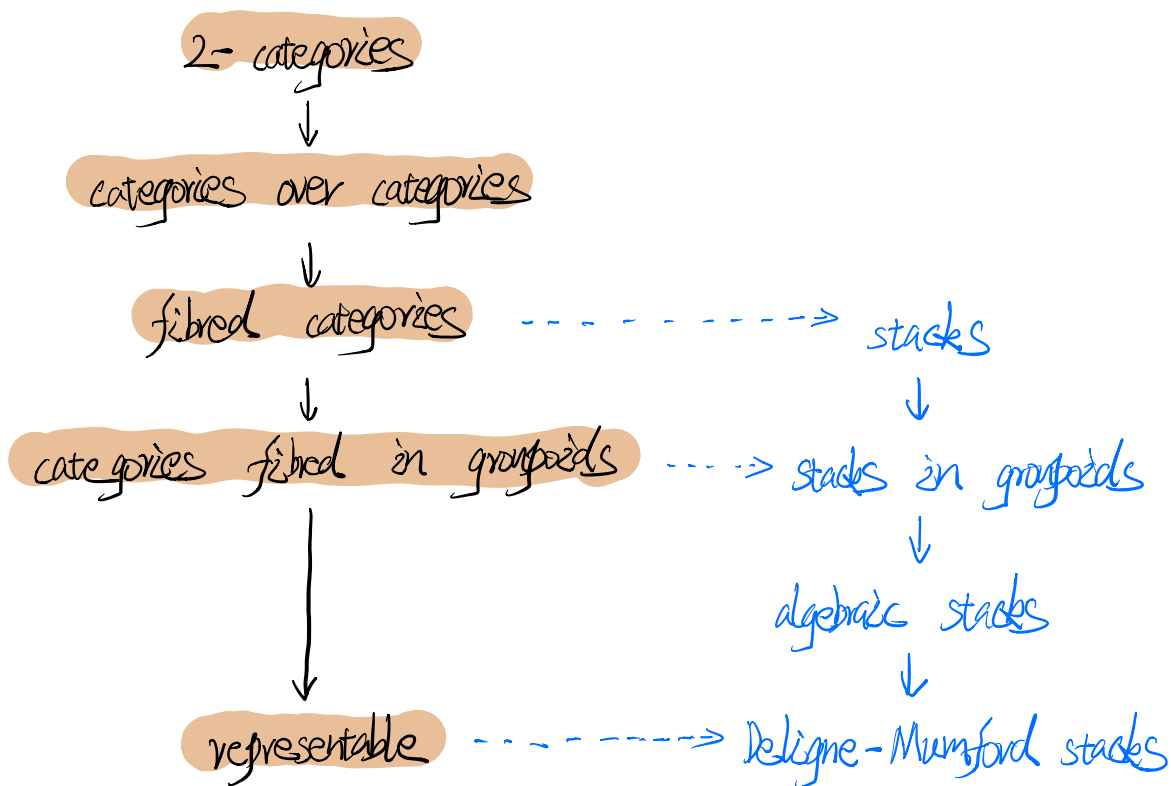 2- categories
categories over categories
fibred categories
stacks
categories fibred in groupoids
stacks in groupoids
algebraic stacks
representable
Deligne-Mumford stacks